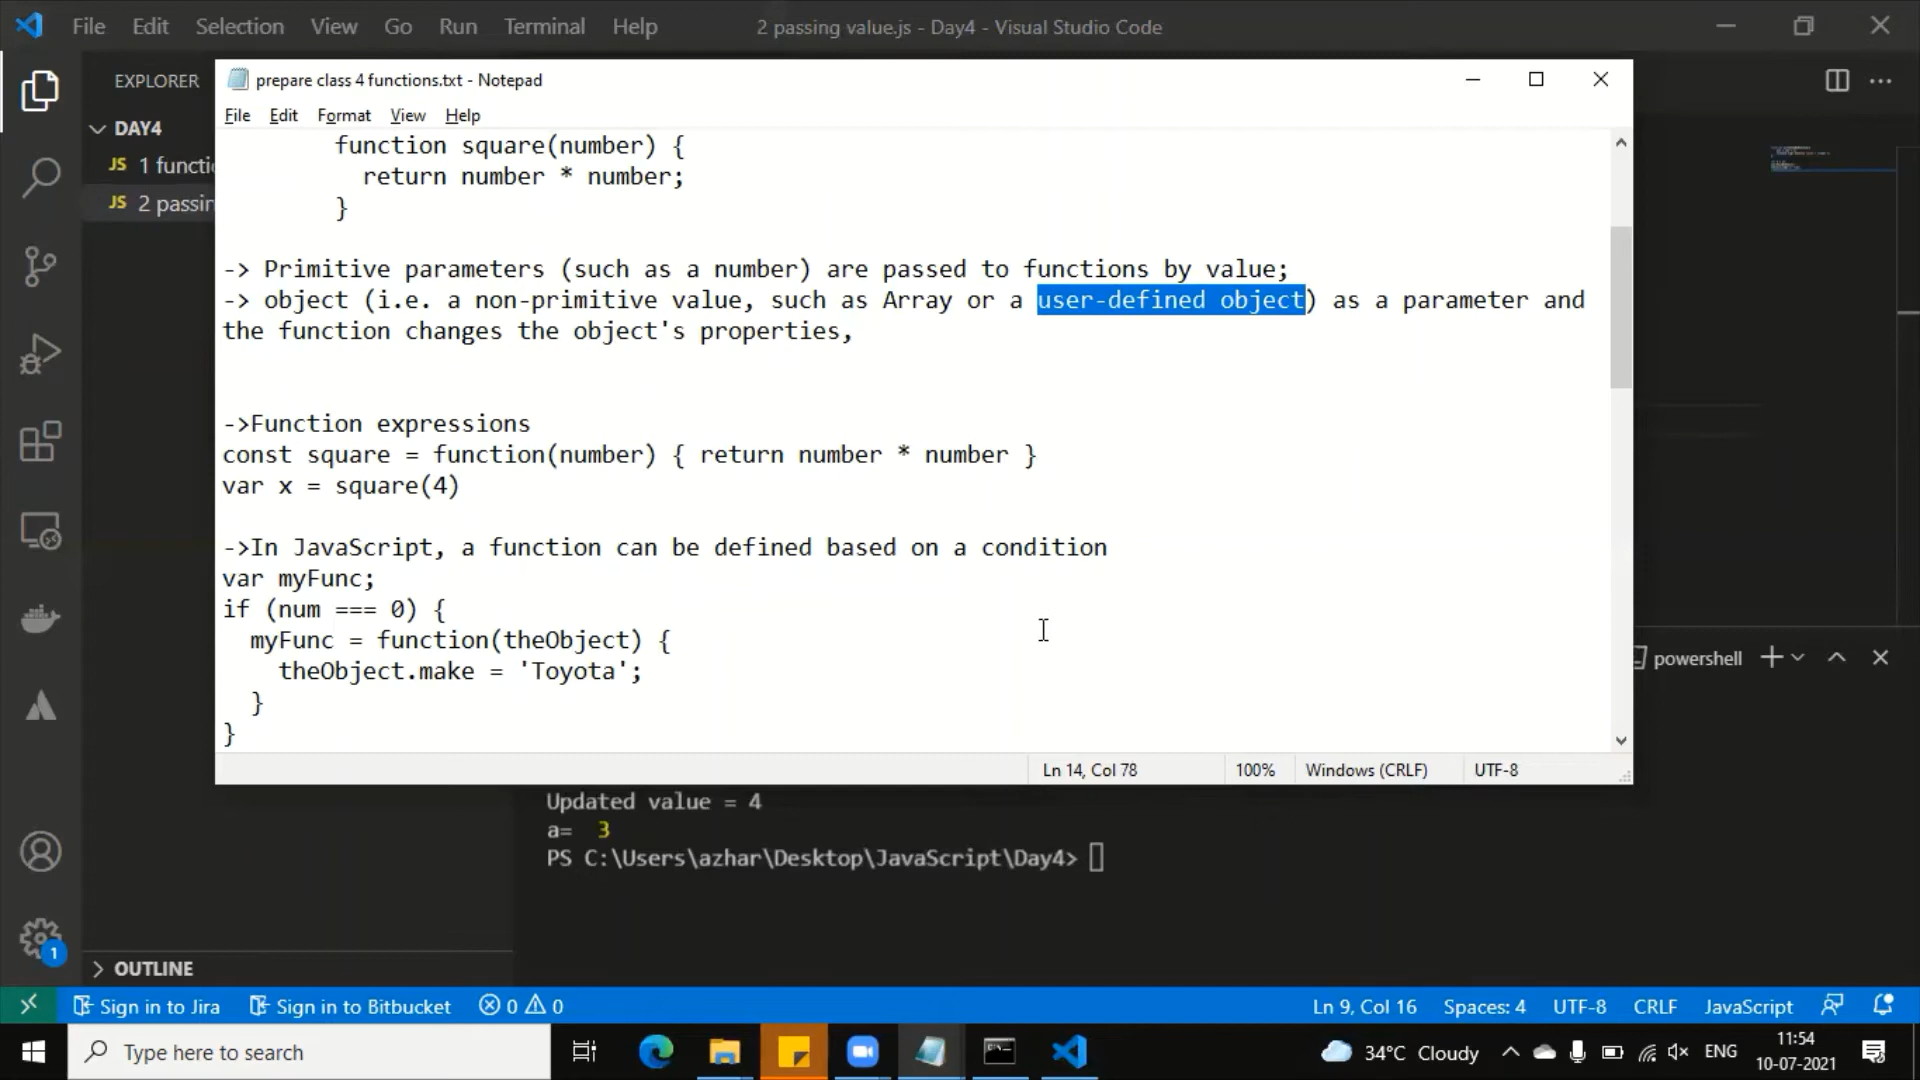 File Edit Selection View Go Run Terminal Help 2 passing value.js - Day4 - Visual Studio Code
EXPLORER
DAY4
JS 1 functi
JS 2 passin
prepare class 4 functions.txt - Notepad
File Edit Format View Help
function square(number) {
return number * number;
}
-> Primitive parameters (such as a number) are passed to functions by value;
-> object (i.e. a non-primitive value, such as Array or a user-defined object) as a parameter and
the function changes the object's properties,
->Function expressions
const square = function(number) { return number * number }
var x = square(4)
->In JavaScript, a function can be defined based on a condition
var myFunc;
if (num === 0) {
myFunc = function(theObject) {
theObject.make = 'Toyota';
}
}
Ln 14, Col 78 100% Windows (CRLF) UTF-8
powershell
Updated value = 4
a= 3
PS C:\Users\azhar\Desktop\JavaScript\Day4>
1
OUTLINE
Sign in to Jira Sign in to Bitbucket 0 0 Ln 9, Col 16 Spaces: 4 UTF-8 CRLF JavaScript
Type here to search 34°C Cloudy ENG 11:54
10-07-2021